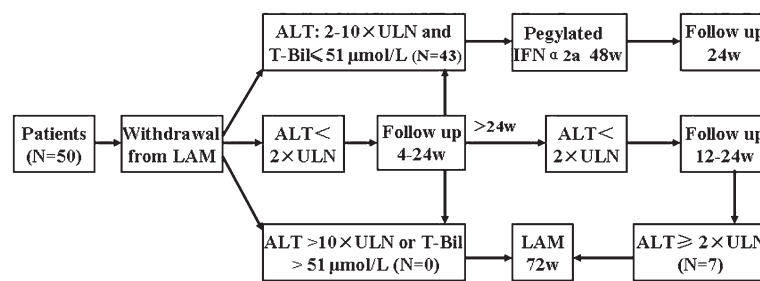 ALT: 2-10×ULN and
T-Bil⩽51 μmol/L (N=43)
Pegylated
IFN α 2a 48w
Follow up
24w
Patients
(N=50)
Withdrawal
from LAM
ALT<
2×ULN
Follow up
4-24w
>24w
ALT<
2×ULN
Follow up
12-24w
ALT >10×ULN or T-Bil
> 51 μmol/L (N=0)
LAM
72w
ALT⩾ 2×ULN
(N=7)